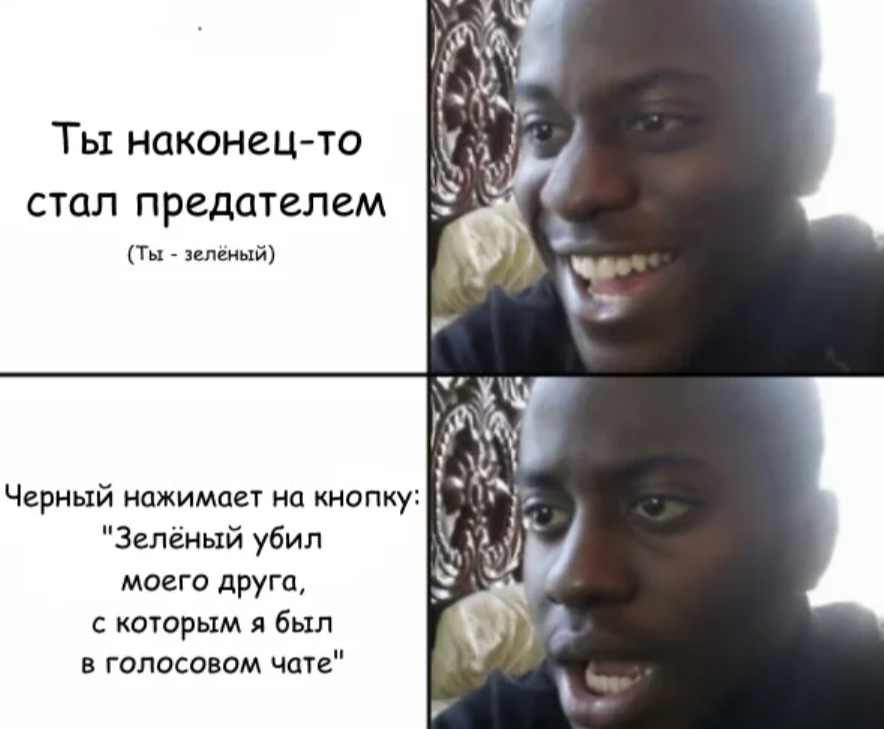 Ты наконец-то
стал предателем
(Ты - зелёный)
Черный нажимает на кнопку:
"Зелёный убил
моего друга,
с которым я был
в голосовом чате"